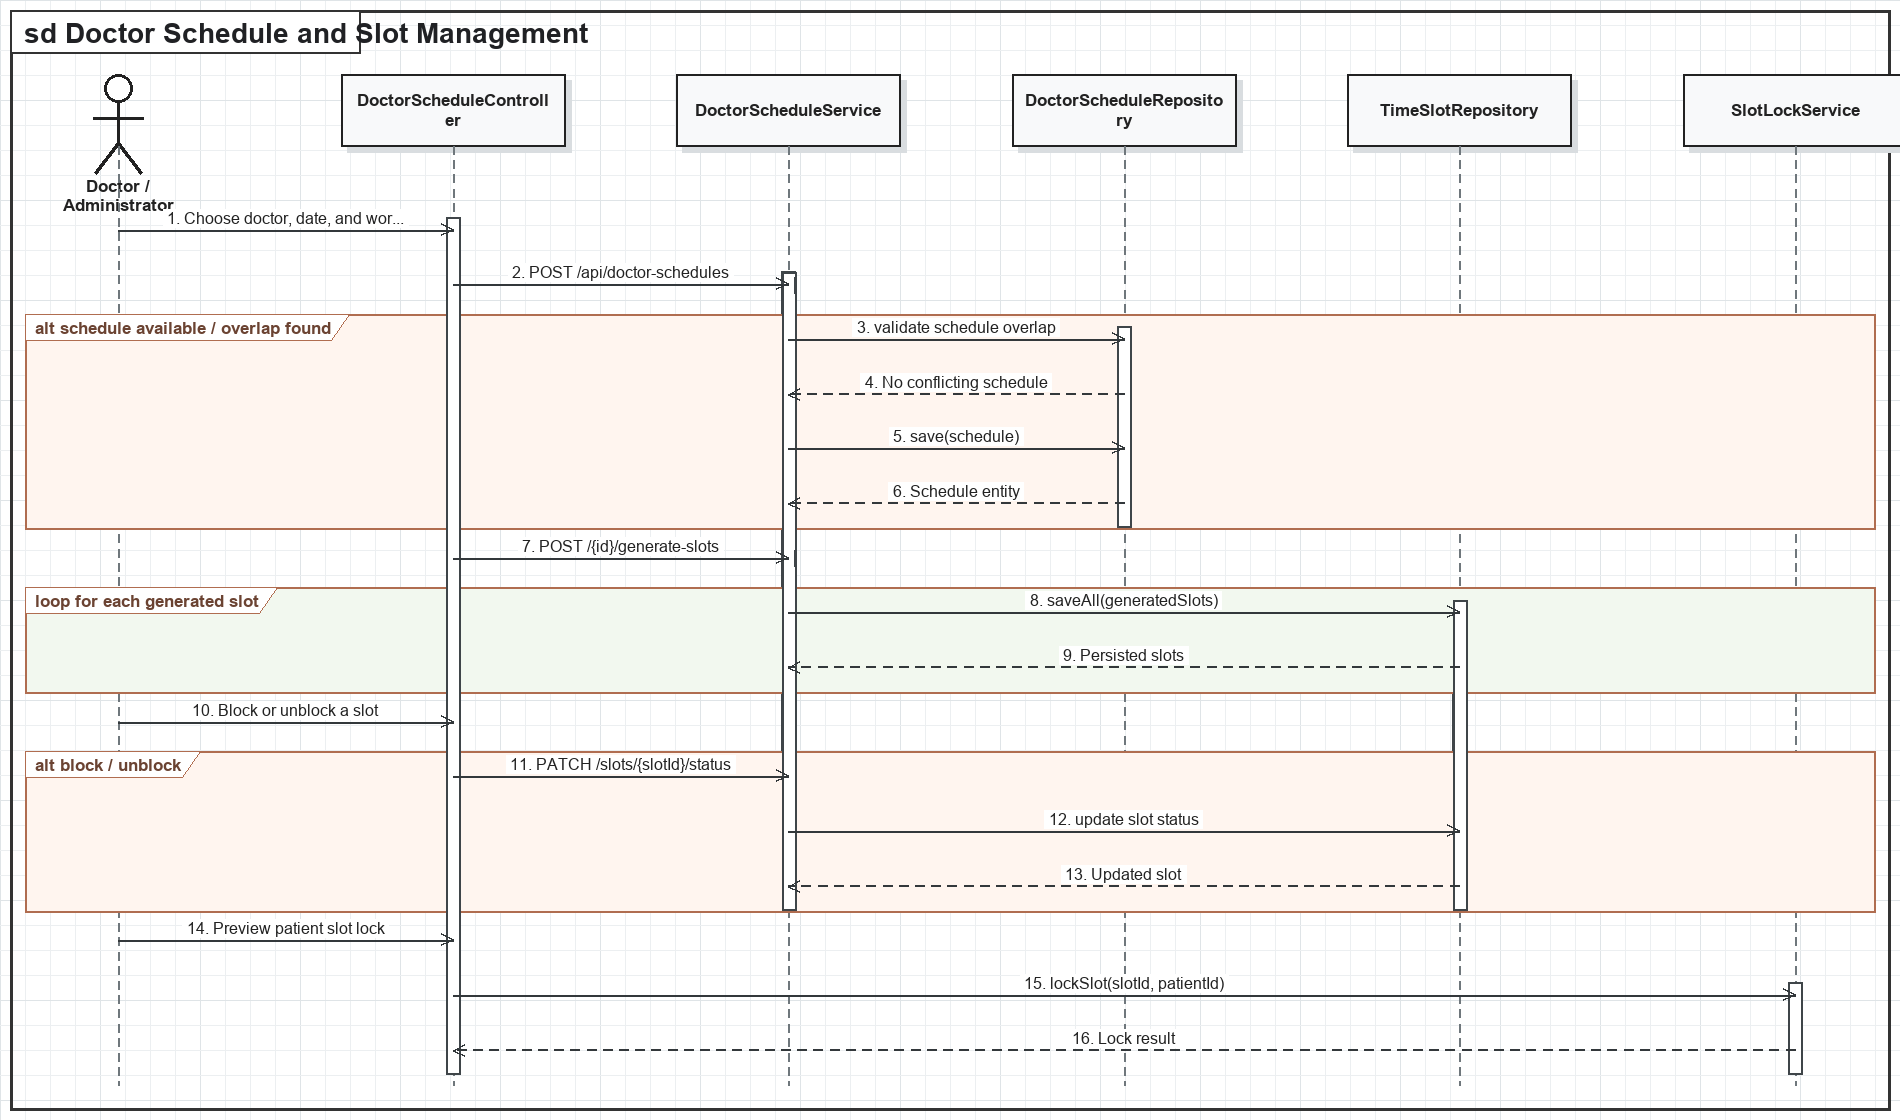 sd Doctor Schedule and Slot Management
DoctorScheduleControll
er
DoctorScheduleService
DoctorScheduleReposito
ry
TimeSlotRepository
SlotLockService
Doctor /
Administrator
1. Choose doctor, date, and wor...
2. POST /api/doctor-schedules
alt schedule available / overlap found
3. validate schedule overlap
4. No conflicting schedule
5. save(schedule)
6. Schedule entity
7. POST /{id}/generate-slots
loop for each generated slot
8. saveAll(generatedSlots)
9. Persisted slots
10. Block or unblock a slot
alt block / unblock
11. PATCH /slots/{slotId}/status
12. update slot status
13. Updated slot
14. Preview patient slot lock
15. lockSlot(slotId, patientId)
16. Lock result